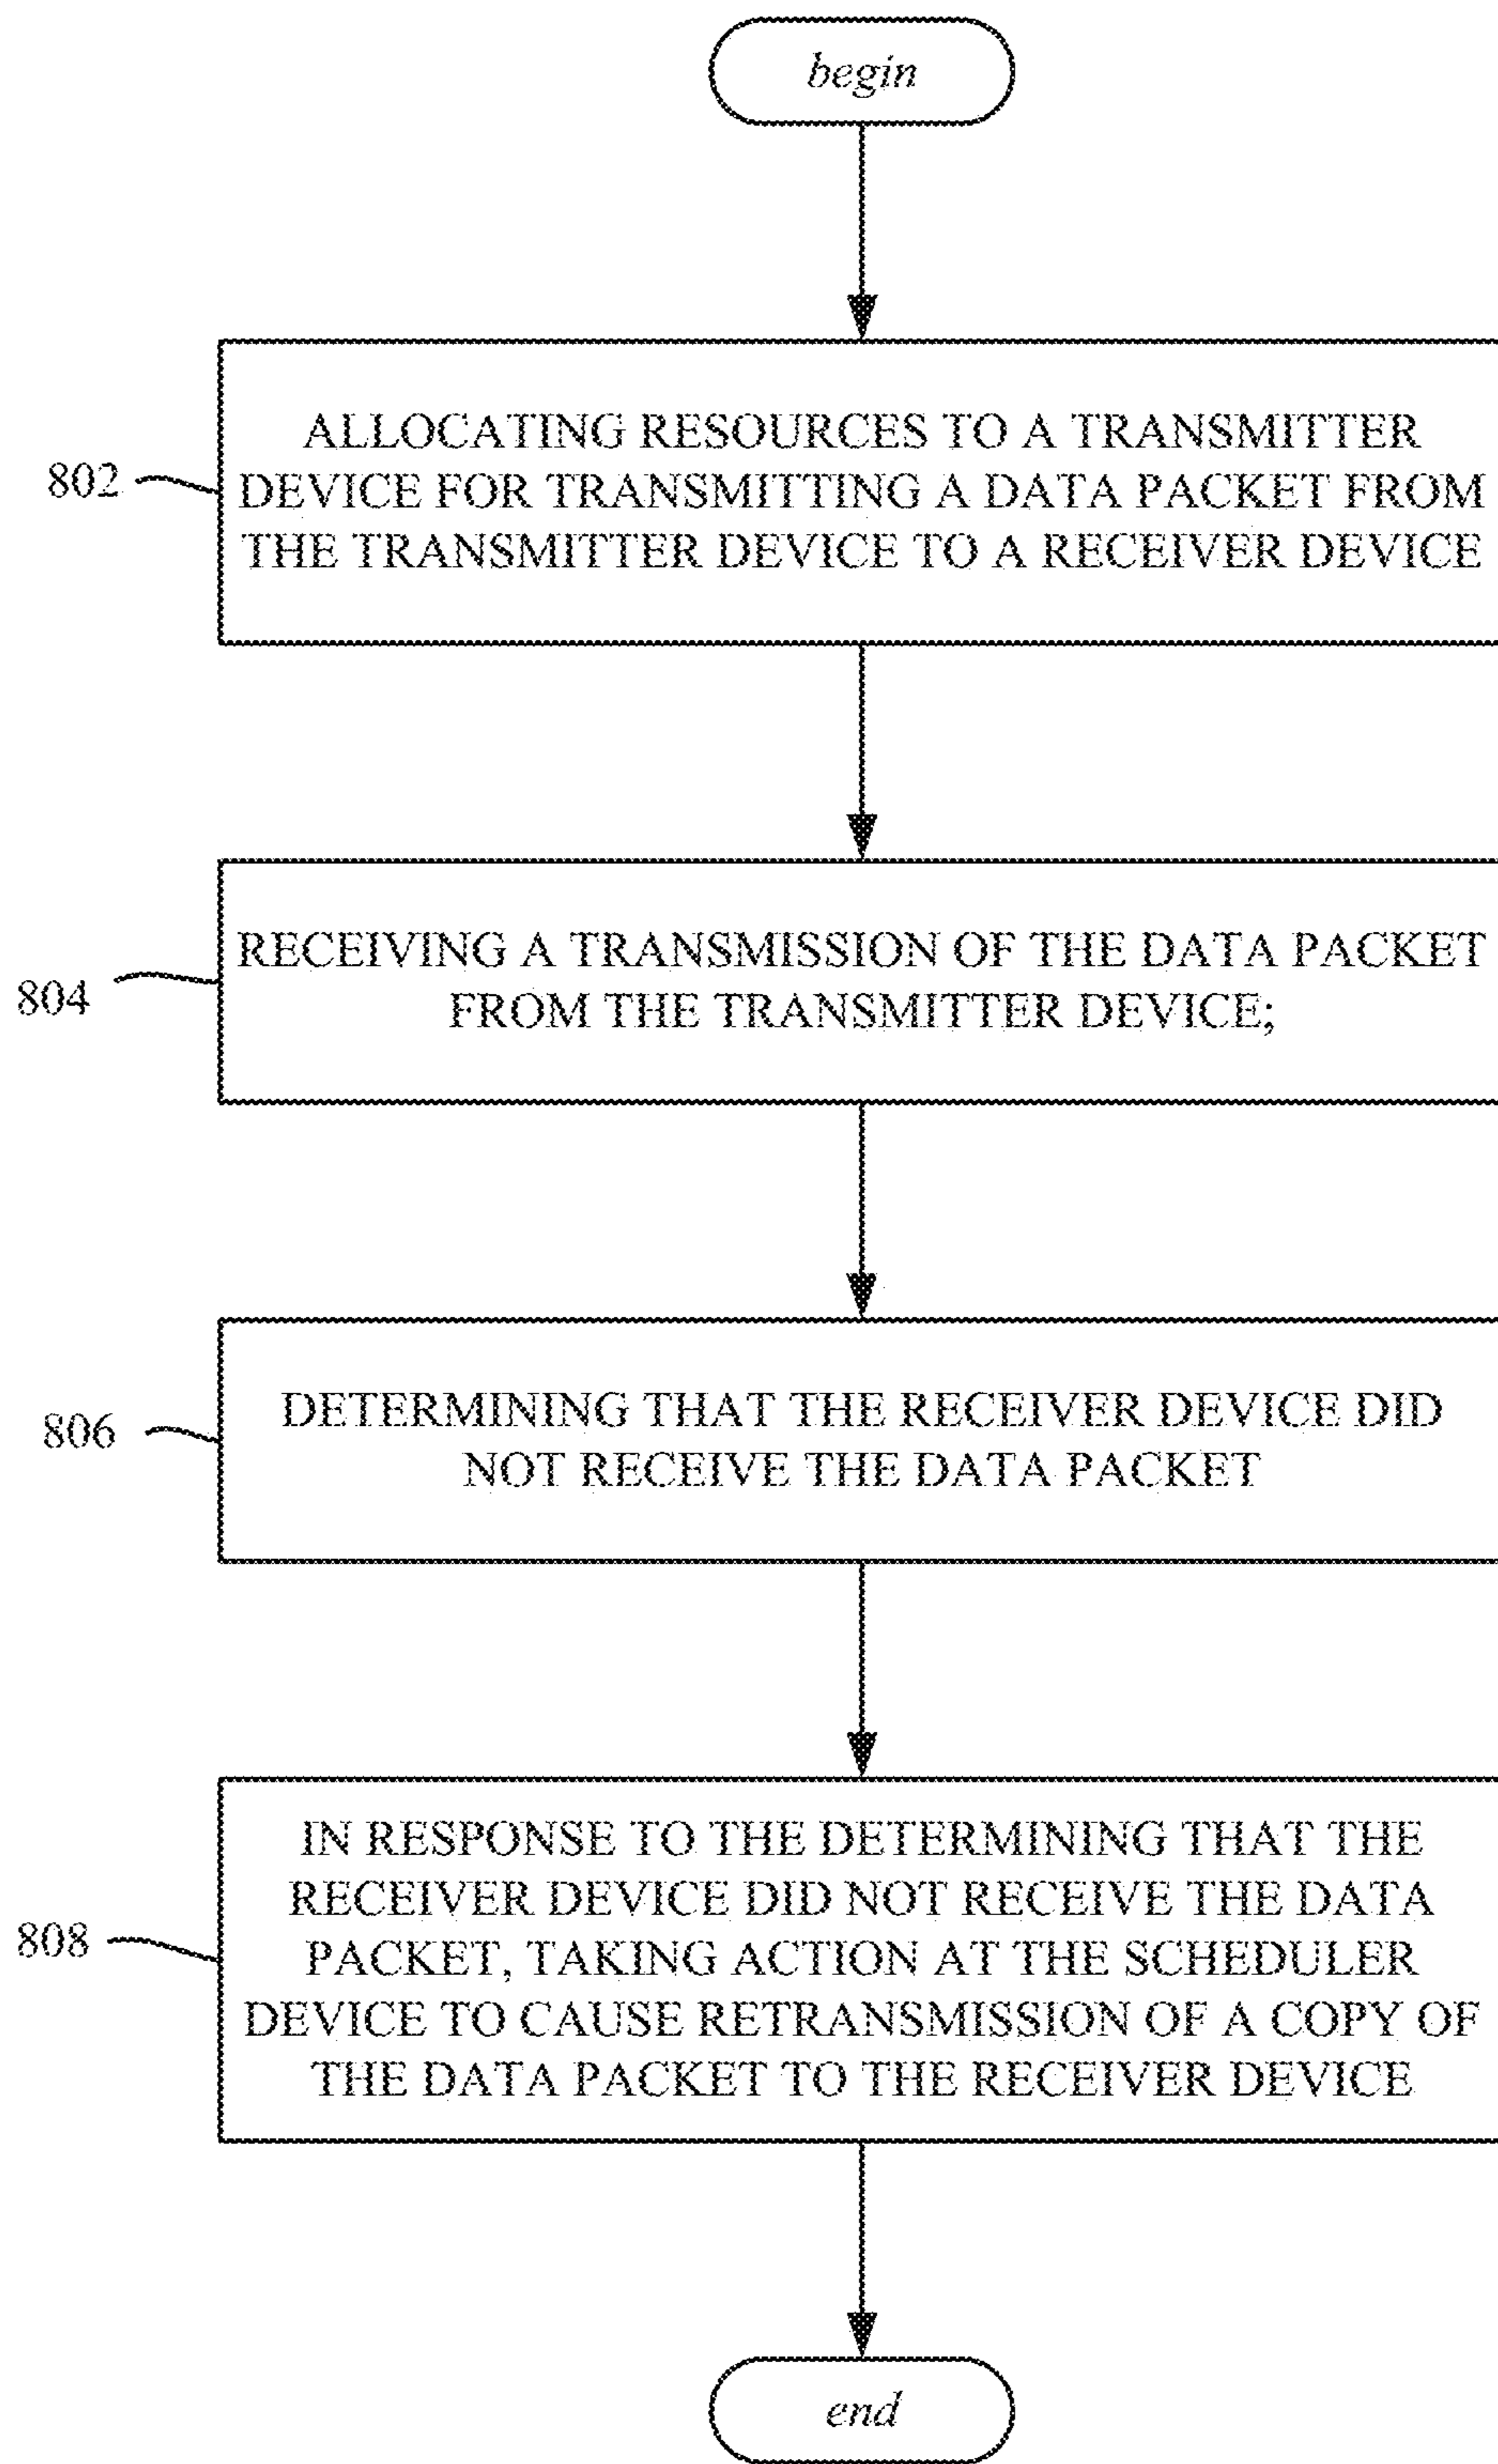 begin
802
ALLOCATING RESOURCES TO A TRANSMITTER
DEVICE FOR TRANSMITTING A DATA PACKET FROM
THE TRANSMITTER DEVICE TO A RECEIVER DEVICE
804
RECEIVING A TRANSMISSION OF THE DATA PACKET
FROM THE TRANSMITTER DEVICE;
806
DETERMINING THAT THE RECEIVER DEVICE DID
NOT RECEIVE THE DATA PACKET
808
IN RESPONSE TO THE DETERMINING THAT THE
RECEIVER DEVICE DID NOT RECEIVE THE DATA
PACKET, TAKING ACTION AT THE SCHEDULER
DEVICE TO CAUSE RETRANSMISSION OF A COPY OF
THE DATA PACKET TO THE RECEIVER DEVICE
end